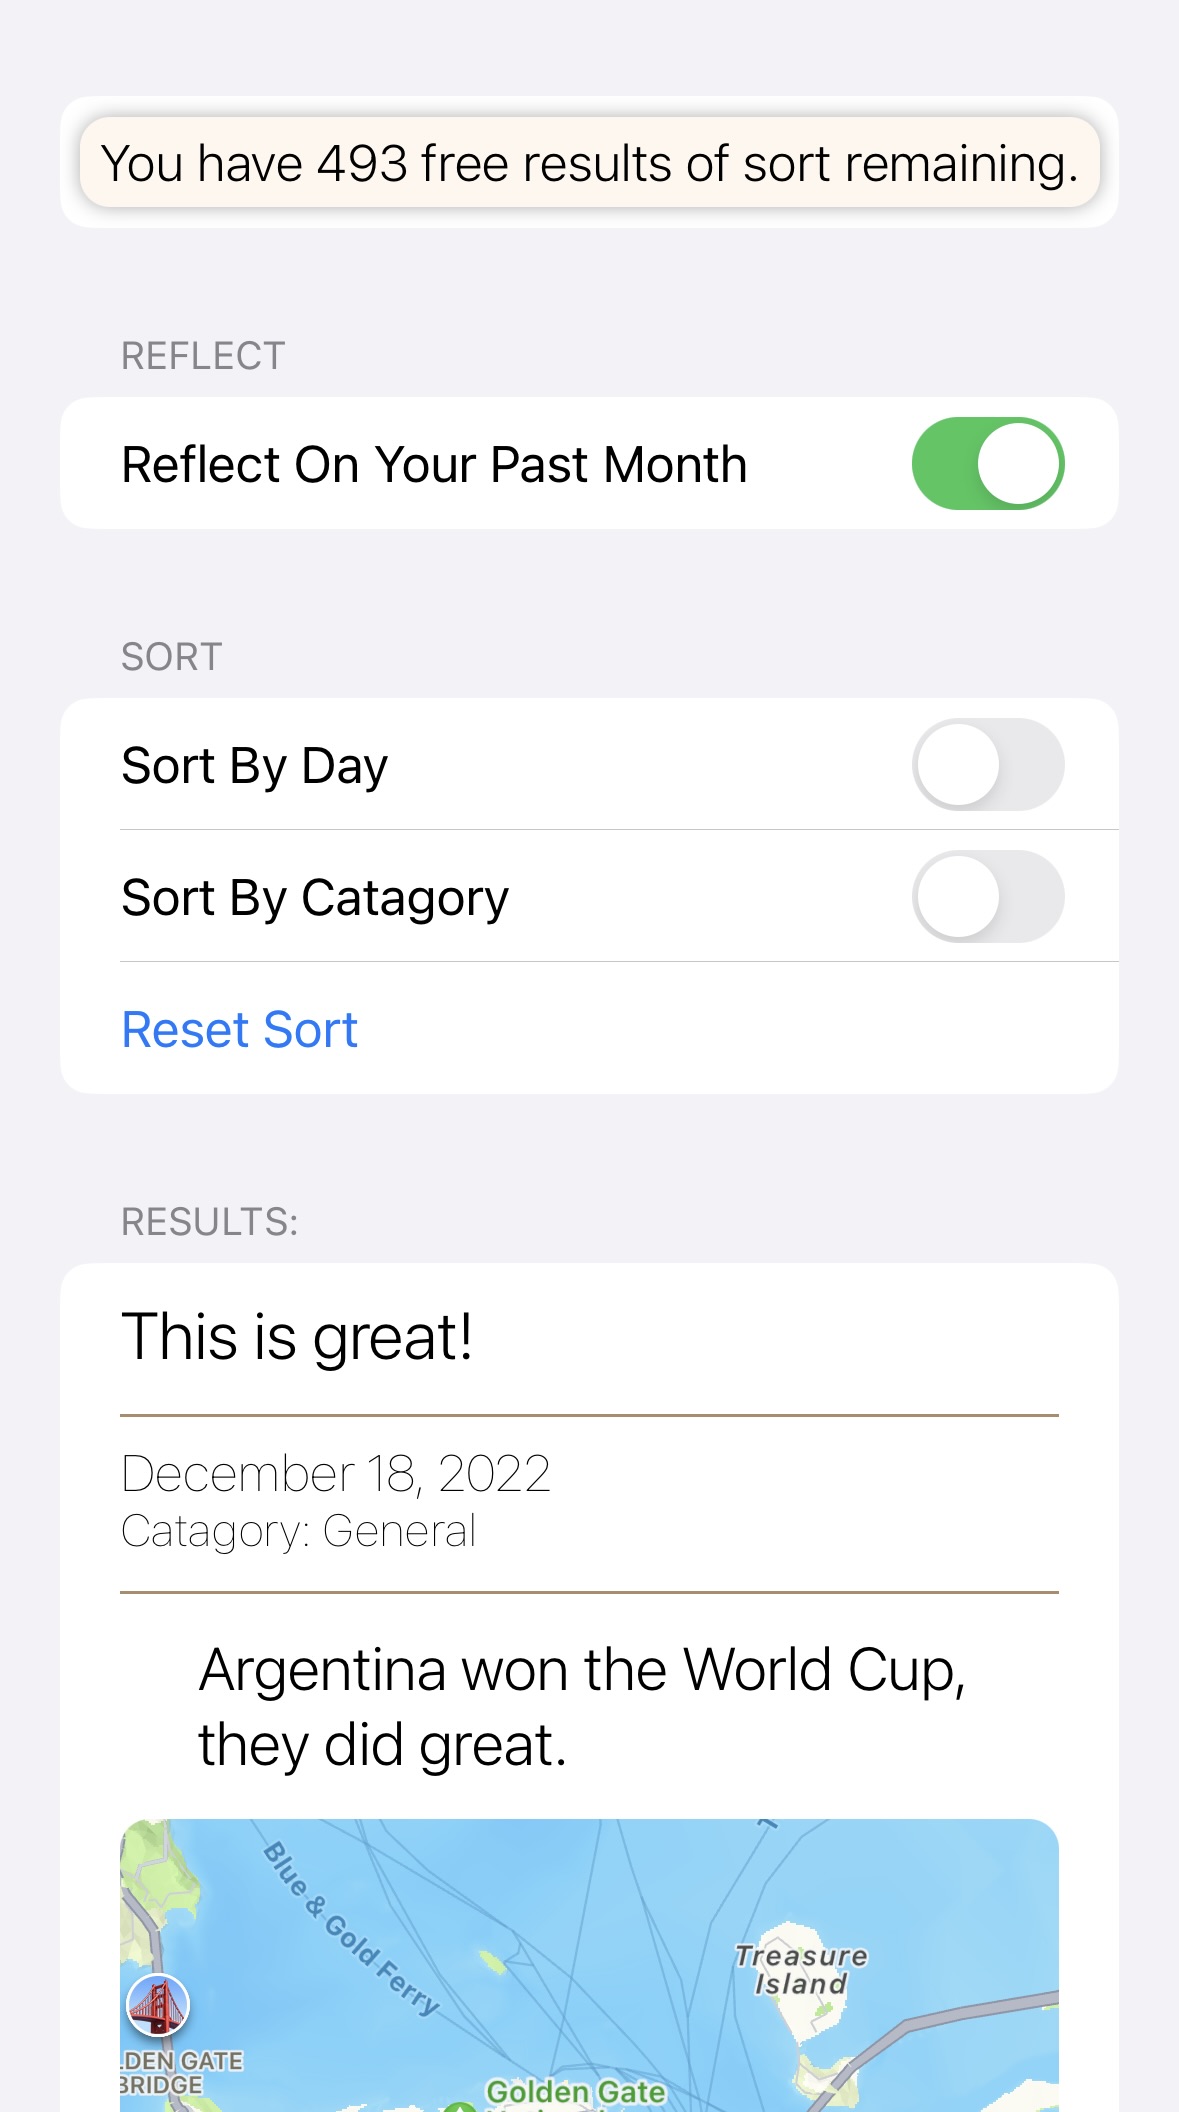 You have 493 free results of sort remaining.
REFLECT
Reflect On Your Past Month
SORT
Sort By Day
Sort By Catagory
Reset Sort
RESULTS:
This is great!
December 18, 2022
Catagory: General
Argentina won the World Cup,
they did great.
Blue & Gold Ferry
Treasure
Island
LDEN GATE
BRIDGE
Golden Gate